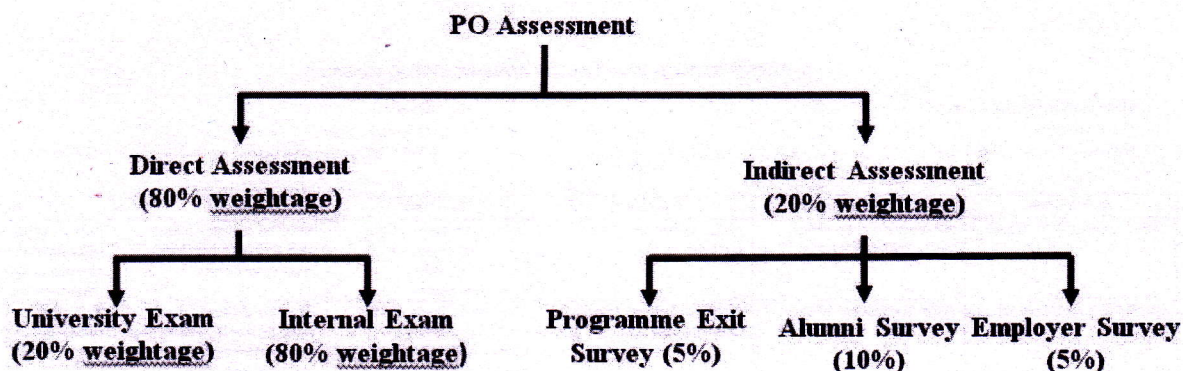 PO Assessment
Direct Assessment
(80% weightage)
Indirect Assessment
(20% weightage)
University Exam
(20% weightage)
Internal Exam
(80% weightage)
Programme Exit
Survey (5%)
Alumni Survey
(10%)
Employer Survey
(5%)